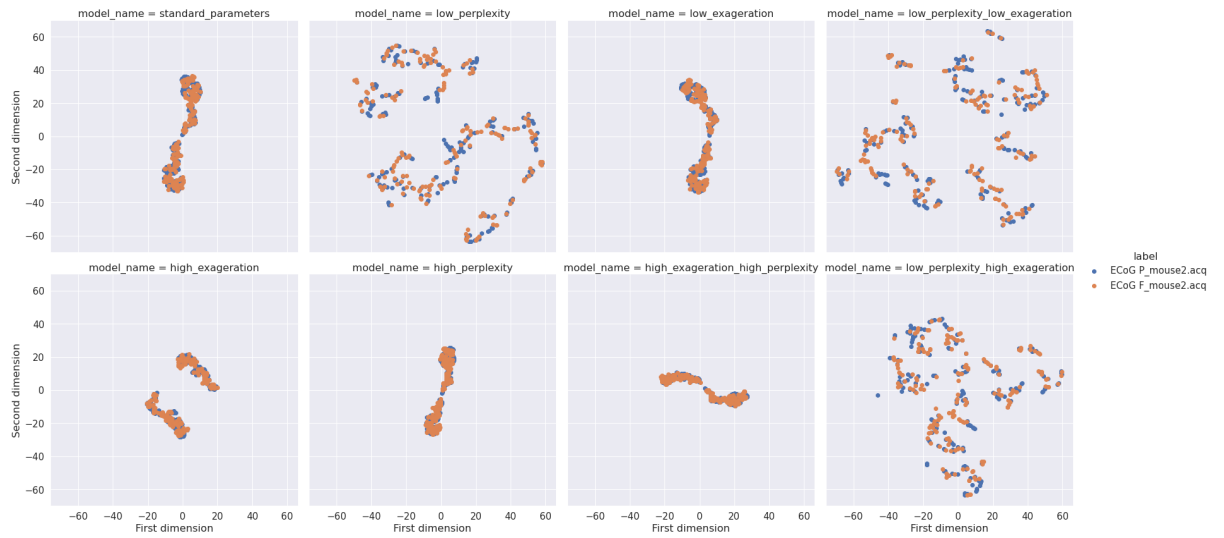 model_name = standard_parameters
model_name = low_perplexity
model_name = low_exageration
model_name = low_perplexity_low_exageration
60
40
20
0
−20
−40
−60
Second dimension
model_name = high_exageration
model_name = high_perplexity
model_name = high_exageration_high_perplexity
model_name = low_perplexity_high_exageration
60
40
20
0
−20
−40
−60
Second dimension
−60 −40 −20 0 20 40 60
−60 −40 −20 0 20 40 60
−60 −40 −20 0 20 40 60
−60 −40 −20 0 20 40 60
First dimension
First dimension
First dimension
First dimension
label
ECoG P_mouse2.acq
ECoG F_mouse2.acq